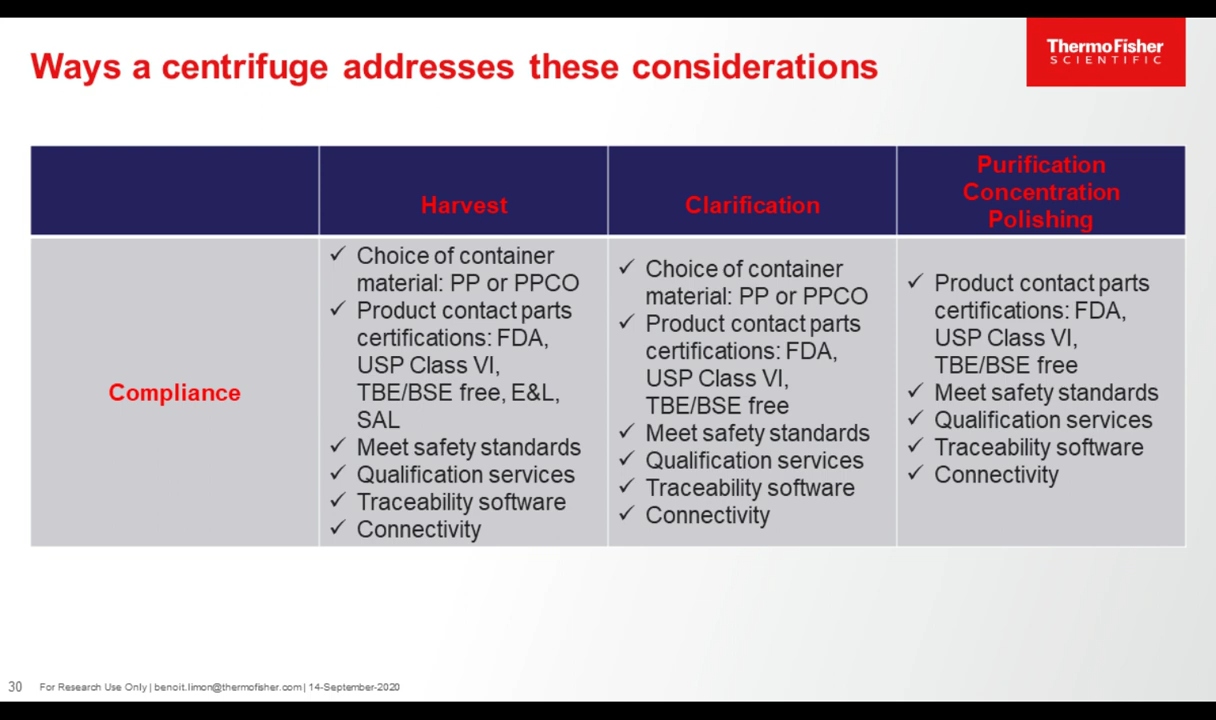 Ways a centrifuge addresses these considerations
ThermoFisher
SCIENTIFIC
Harvest
Clarification
Purification
Concentration
Polishing
Compliance
✓ Choice of container
material: PP or PPCO
✓ Product contact parts
certifications: FDA,
USP Class VI,
TBE/BSE free, E&L,
SAL
✓ Meet safety standards
✓ Qualification services
✓ Traceability software
✓ Connectivity
✓ Choice of container
material: PP or PPCO
✓ Product contact parts
certifications: FDA,
USP Class VI,
TBE/BSE free
✓ Meet safety standards
✓ Qualification services
✓ Traceability software
✓ Connectivity
✓ Product contact parts
certifications: FDA,
USP Class VI,
TBE/BSE free
✓ Meet safety standards
✓ Qualification services
✓ Traceability software
✓ Connectivity
30 For Research Use Only | benoit.limon@thermofisher.com | 14-September-2020